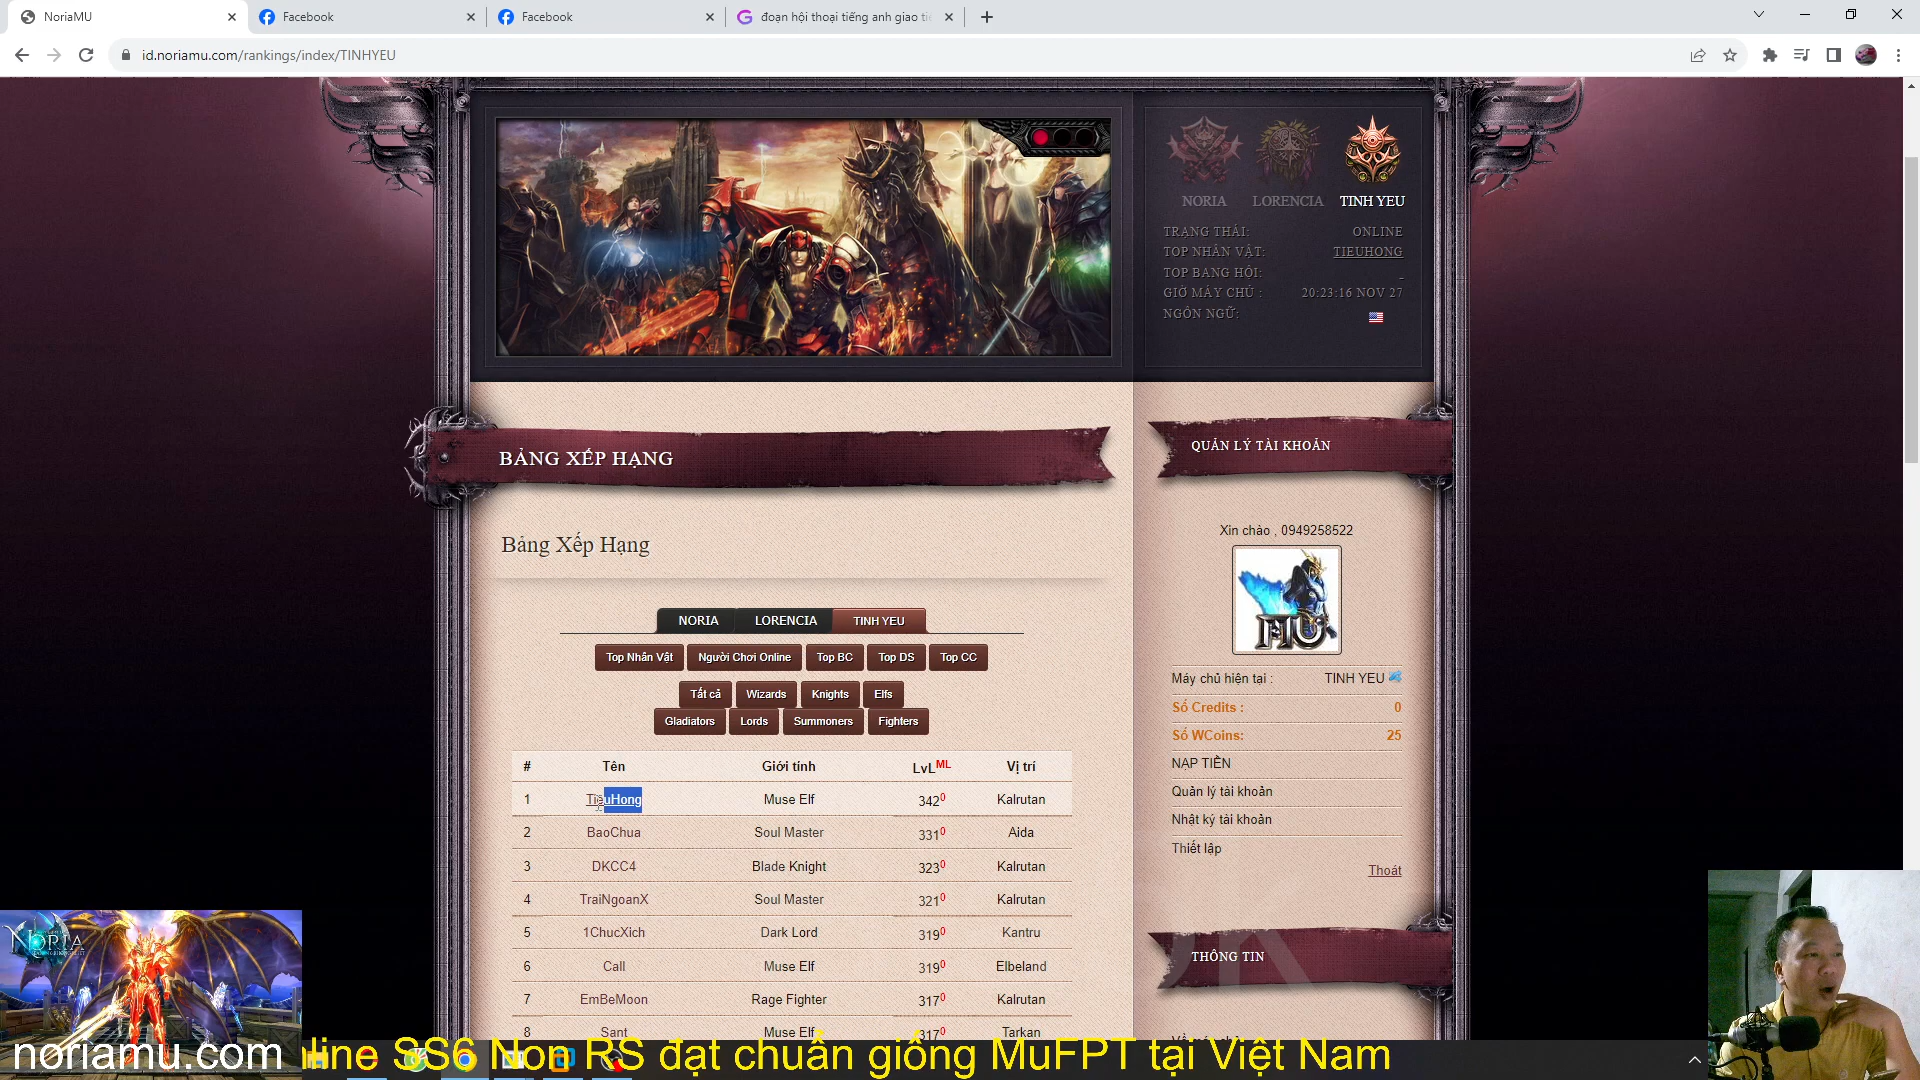 NoriaMU
Facebook
Facebook
đoạn hội thoại tiếng anh giao tiế
id.noriamu.com/rankings/index/TINHYEU
NORIA
LORENCIA
TINH YEU
TRẠNG THÁI:
ONLINE
TOP NHÂN VẬT:
TIEUHONG
TOP BANG HỘI:
GIỜ MÁY CHỦ :
20:23:16 NOV 27
NGÔN NGỮ:
BẢNG XẾP HẠNG
QUẢN LÝ TÀI KHOẢN
Bảng Xếp Hạng
Xin chào , 0949258522
MU
NORIA
LORENCIA
TINH YEU
Top Nhân Vật
Người Chơi Online
Top BC
Top DS
Top CC
Tất cả
Wizards
Knights
Elfs
Gladiators
Lords
Summoners
Fighters
Máy chủ hiện tại :
TINH YEU
Số Credits :
0
Số WCoins:
25
NẠP TIỀN
Quản lý tài khoản
Nhật ký tài khoản
Thiết lập
Thoát
# Tên Giới tính LvL ML Vị trí
1 TieuHong Muse Elf 342 0 Kalrutan
2 BaoChua Soul Master 331 0 Aida
3 DKCC4 Blade Knight 323 0 Kalrutan
4 TraiNgoanX Soul Master 321 0 Kalrutan
5 1ChucXich Dark Lord 319 0 Kantru
6 Call Muse Elf 319 0 Elbeland
7 EmBeMoon Rage Fighter 317 0 Kalrutan
8 Sant Muse Elf 317 0 Tarkan
THÔNG TIN
NORIA
noriamu.com
nline SS6 Non RS đạt chuẩn giống MuFPT tại Việt Nam